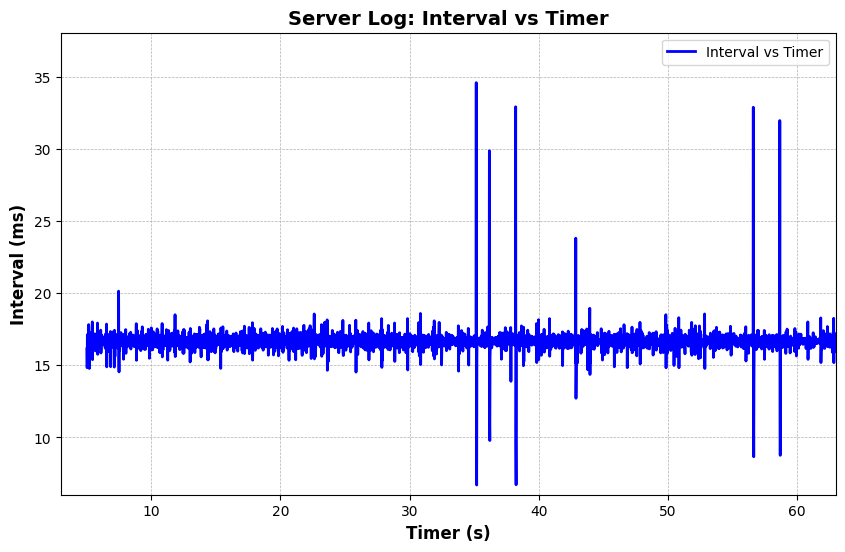 Server Log: Interval vs Timer
Interval vs Timer
35
30
25
20
15
10
Interval (ms)
10 20 30 40 50 60
Timer (s)